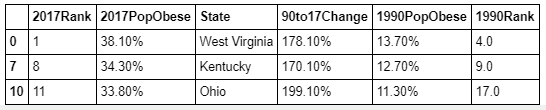 2017Rank 2017PopObese State 90to17Change 1990PopObese 1990Rank
0 1 38.10% West Virginia 178.10% 13.70% 4.0
7 8 34.30% Kentucky 170.10% 12.70% 9.0
10 11 33.80% Ohio 199.10% 11.30% 17.0